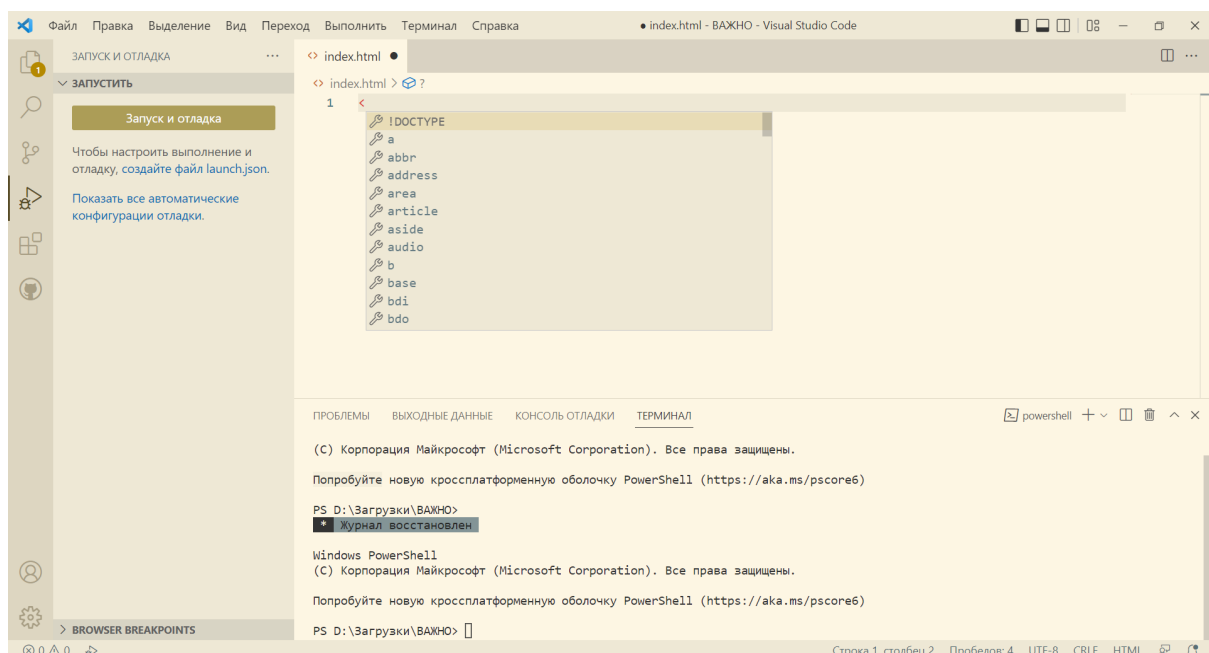 Файл Правка Выделение Вид Переход Выполнить Терминал Справка ● index.html - ВАЖНО - Visual Studio Code
ЗАПУСК И ОТЛАДКА ...
ЗАПУСТИТЬ
Запуск и отладка
Чтобы настроить выполнение и
отладку, создайте файл launch.json.
Показать все автоматические
конфигурации отладки.
BROWSER BREAKPOINTS
1
<> index.html ●
<> index.html > ?
1 <
!DOCTYPE
a
abbr
address
area
article
aside
audio
b
base
bdi
bdo
ПРОБЛЕМЫ ВЫХОДНЫЕ ДАННЫЕ КОНСОЛЬ ОТЛАДКИ ТЕРМИНАЛ powershell
(C) Корпорация Майкрософт (Microsoft Corporation). Все права защищены.
Попробуйте новую кроссплатформенную оболочку PowerShell (https://aka.ms/pscore6)
PS D:\Загрузки\ВАЖНО>
* Журнал восстановлен
Windows PowerShell
(C) Корпорация Майкрософт (Microsoft Corporation). Все права защищены.
Попробуйте новую кроссплатформенную оболочку PowerShell (https://aka.ms/pscore6)
PS D:\Загрузки\ВАЖНО>
0 0 Строка 1, столбец 2 Пробелов: 4 UTF-8 CRLF HTML